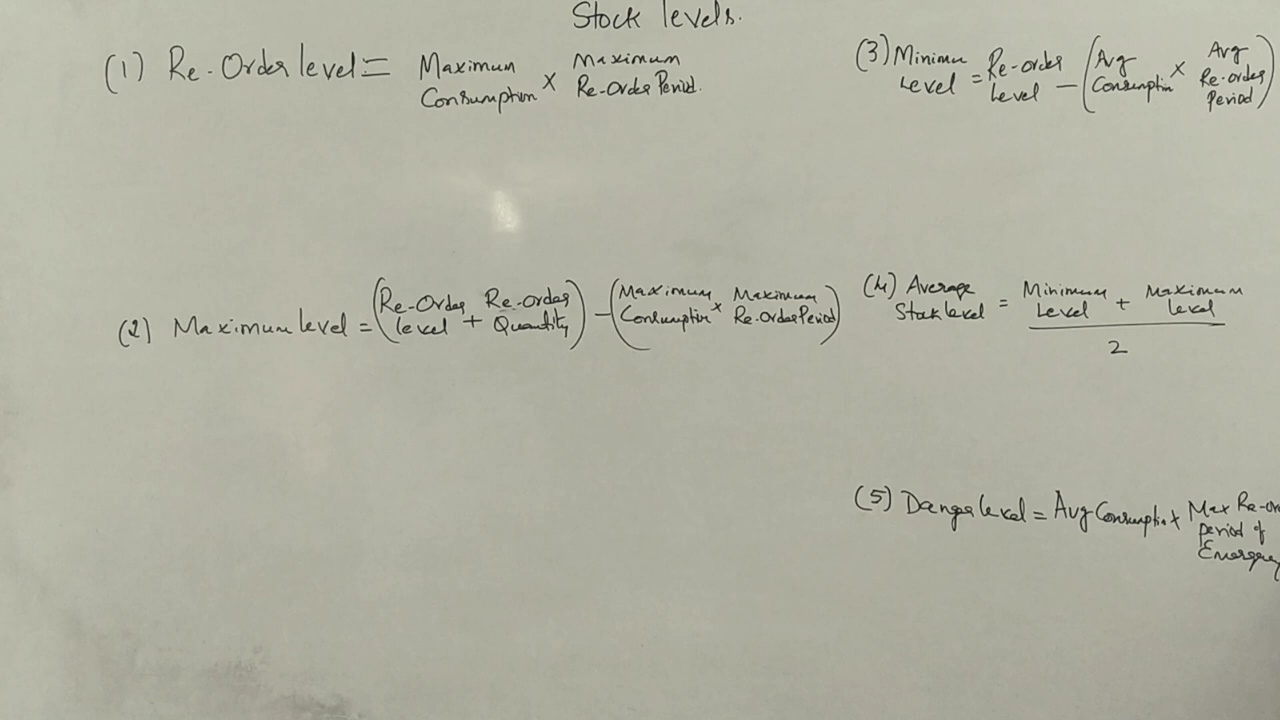 Stock levels.
(1) Re-Order level = Maximum Consumption × Maximum Re-Order Period.
(2) Maximum level = (Re-Order level + Re-order Quantity) - (Maximum Consumption × Maximum Re-Order Period)
(3) Minimum Level = Re-order Level - (Avg Consumption × Avg Re-order Period)
(4) Average Stock level = Minimum Level + Maximum level
2
(5) Danger level = Avg Consumption × Max Re-or period of Emergency